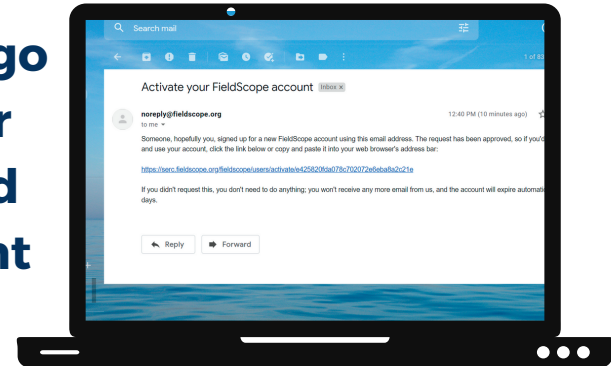 go
r
d
nt
Search mail
1 of 83
Activate your FieldScope account Inbox x
noreply@fieldscope.org 12:40 PM (10 minutes ago)
to me
Someone, hopefully you, signed up for a new FieldScope account using this email address. The request has been approved, so if you'd
and use your account, click the link below or copy and paste it into your web browser's address bar:
https://serc.fieldscope.org/fieldscope/users/activate/e425820fda078c702072e6eba8a2c21e
If you didn't request this, you don't need to do anything; you won't receive any more email from us, and the account will expire automatic
days.
Reply Forward